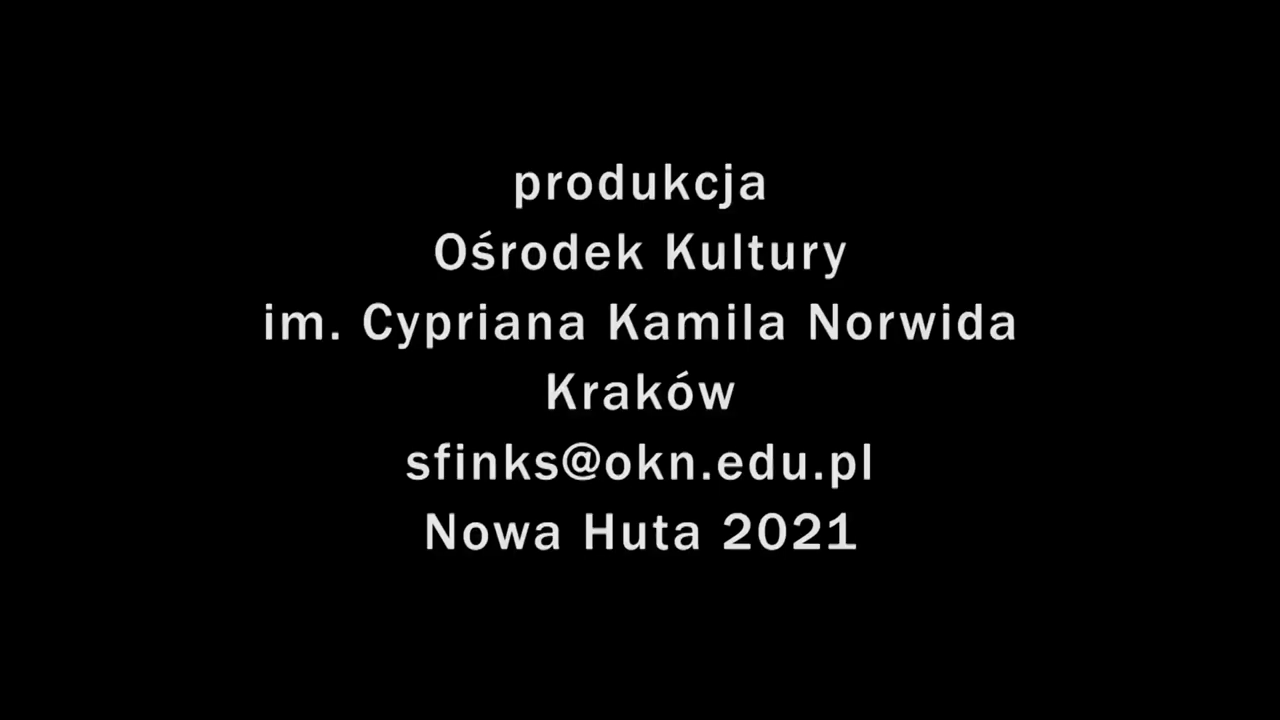 produkcja
Ośrodek Kultury
im. Cypriana Kamila Norwida
Kraków
sfinks@okn.edu.pl
Nowa Huta 2021